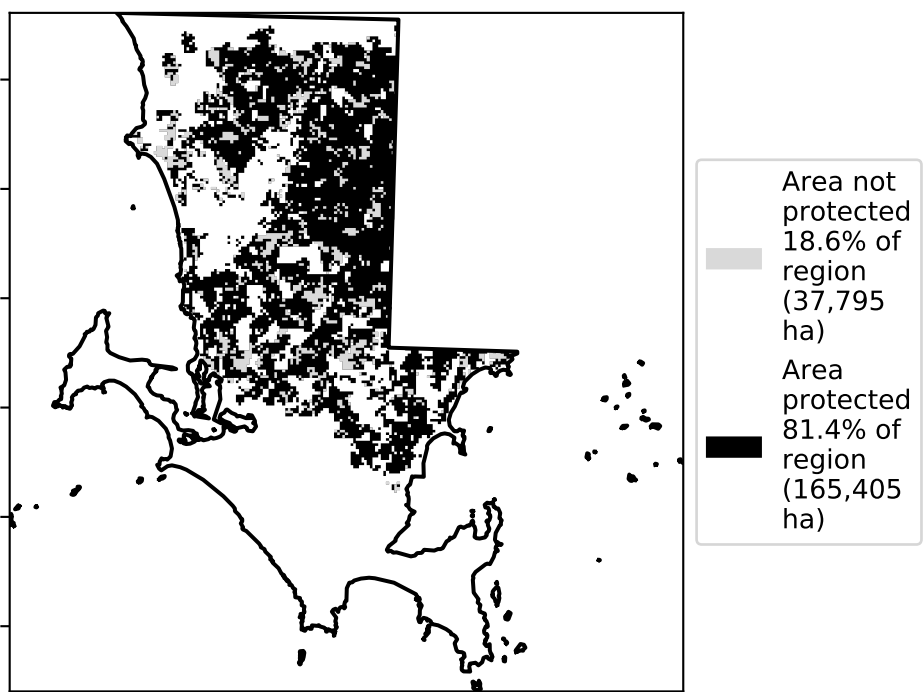 Area not
protected
18.6% of
region
(37,795
ha)
Area
protected
81.4% of
region
(165,405
ha)